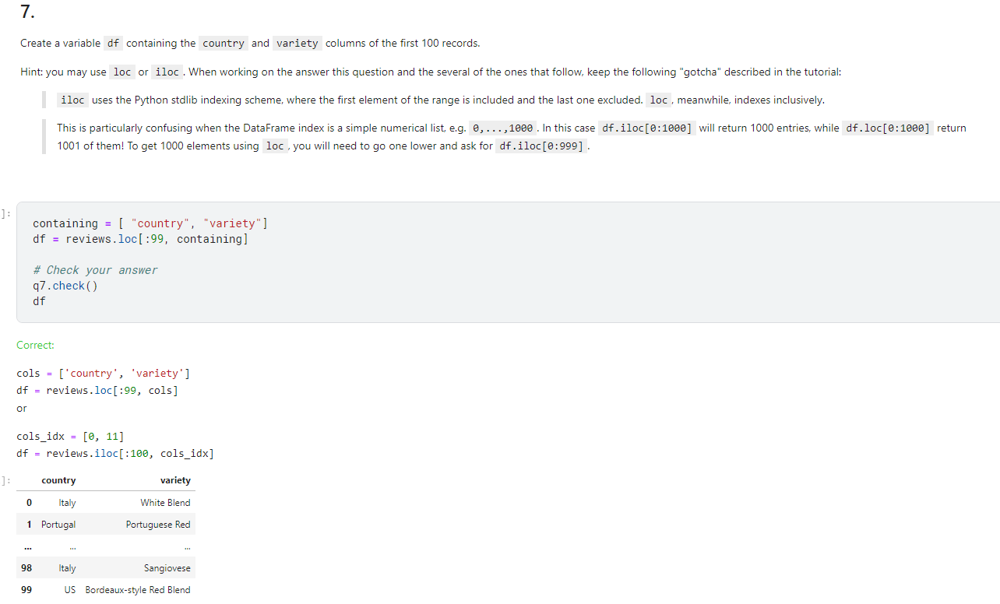 7.
Create a variable df containing the country and variety columns of the first 100 records.
Hint: you may use loc or iloc . When working on the answer this question and the several of the ones that follow, keep the following "gotcha" described in the tutorial:
iloc uses the Python stdlib indexing scheme, where the first element of the range is included and the last one excluded. loc , meanwhile, indexes inclusively.
This is particularly confusing when the DataFrame index is a simple numerical list, e.g. 0,...,1000 . In this case df.iloc[0:1000] will return 1000 entries, while df.loc[0:1000] return
1001 of them! To get 1000 elements using loc , you will need to go one lower and ask for df.iloc[0:999] .
]:
containing = [ "country", "variety"]
df = reviews.loc[:99, containing]
# Check your answer
q7.check()
df
Correct:
cols = ['country', 'variety']
df = reviews.loc[:99, cols]
or
cols_idx = [0, 11]
df = reviews.iloc[:100, cols_idx]
]:
country variety
0 Italy White Blend
1 Portugal Portuguese Red
... ... ...
98 Italy Sangiovese
99 US Bordeaux-style Red Blend